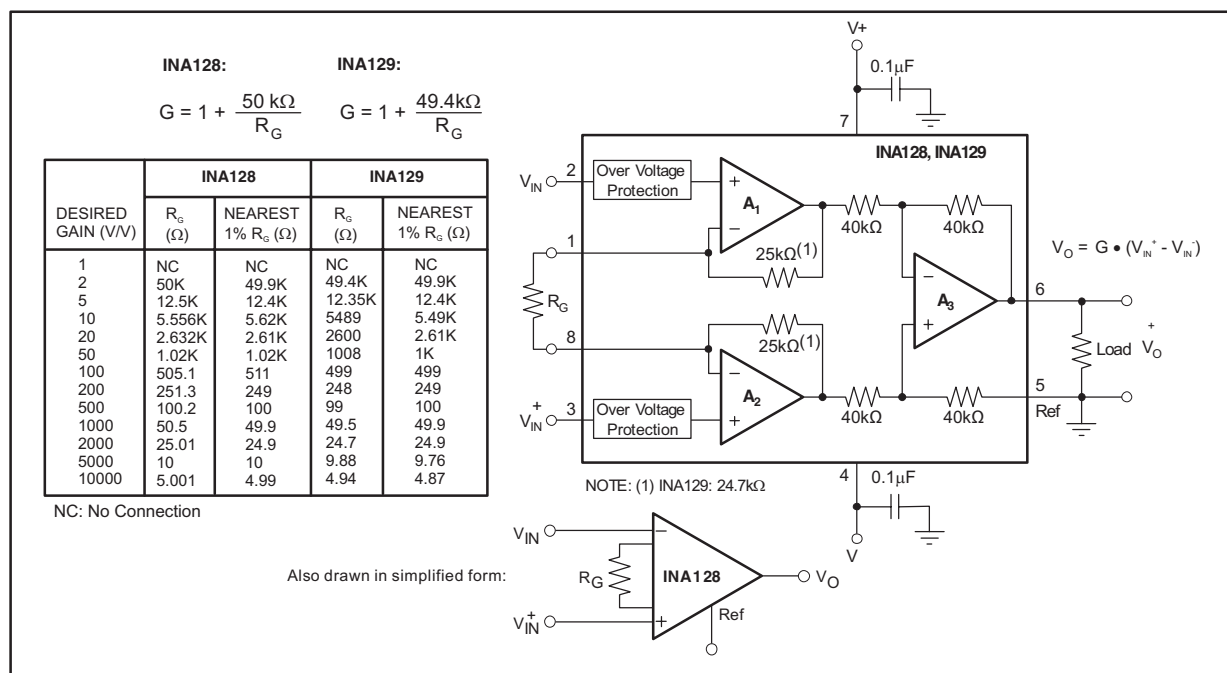 INA128:
INA129:
G = 1 + 50 kΩ / R_G
G = 1 + 49.4kΩ / R_G
INA128 INA129
DESIRED GAIN (V/V) R_G (Ω) NEAREST 1% R_G (Ω) R_G (Ω) NEAREST 1% R_G (Ω)
1 NC NC NC NC
2 50K 49.9K 49.4K 49.9K
5 12.5K 12.4K 12.35K 12.4K
10 5.556K 5.62K 5489 5.49K
20 2.632K 2.61K 2600 2.61K
50 1.02K 1.02K 1008 1K
100 505.1 511 499 499
200 251.3 249 248 249
500 100.2 100 99 100
1000 50.5 49.9 49.5 49.9
2000 25.01 24.9 24.7 24.9
5000 10 10 9.88 9.76
10000 5.001 4.99 4.94 4.87
NC: No Connection
V+
0.1μF
7
INA128, INA129
V_IN
2
Over Voltage
Protection
+
A_1
−
40kΩ
40kΩ
1
25kΩ(1)
R_G
−
A_3
+
6
V_O = G • (V_IN^+ - V_IN^-)
8
25kΩ(1)
−
A_2
+
Load
+
V_O
V_IN^+
3
Over Voltage
Protection
40kΩ
40kΩ
5
Ref
4
0.1μF
V
NOTE: (1) INA129: 24.7kΩ
Also drawn in simplified form:
V_IN
−
R_G
INA128
V_O
V_IN^+
+
Ref